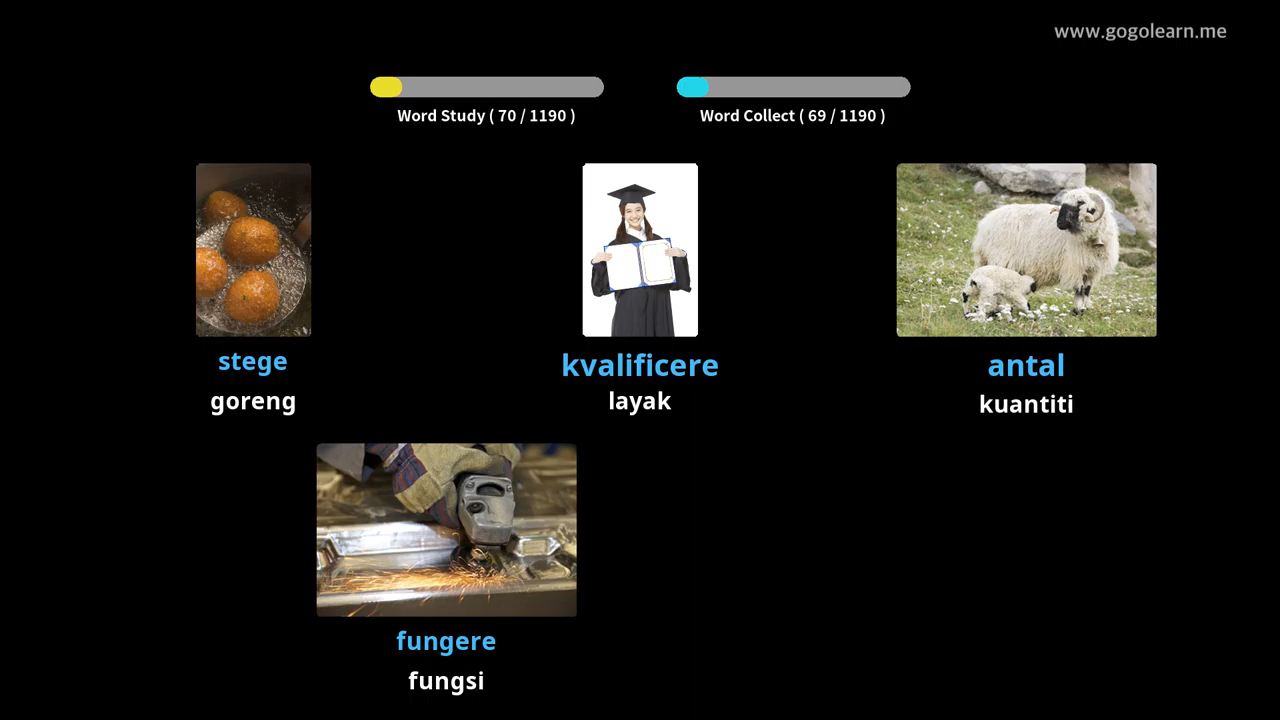 www.gogolearn.me
Word Study ( 70 / 1190 )
Word Collect ( 69 / 1190 )
stege
goreng
kvalificere
layak
antal
kuantiti
fungere
fungsi